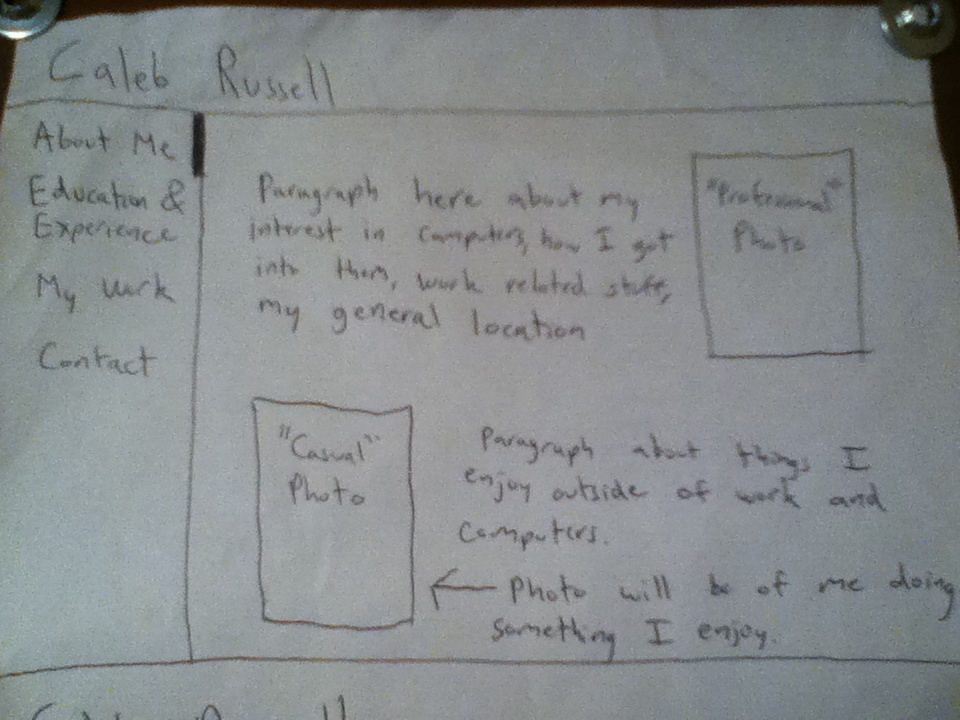 Caleb Russell
About Me
Education &
Experience
My Work
Contact
Paragraph here about my
interest in computers, how I got
into them, work related stuff,
my general location
"Professional"
Photo
"Casual"
Photo
Paragraph about things I
enjoy outside of work and
computers.
← Photo will be of me doing
something I enjoy.
Caleb Russell